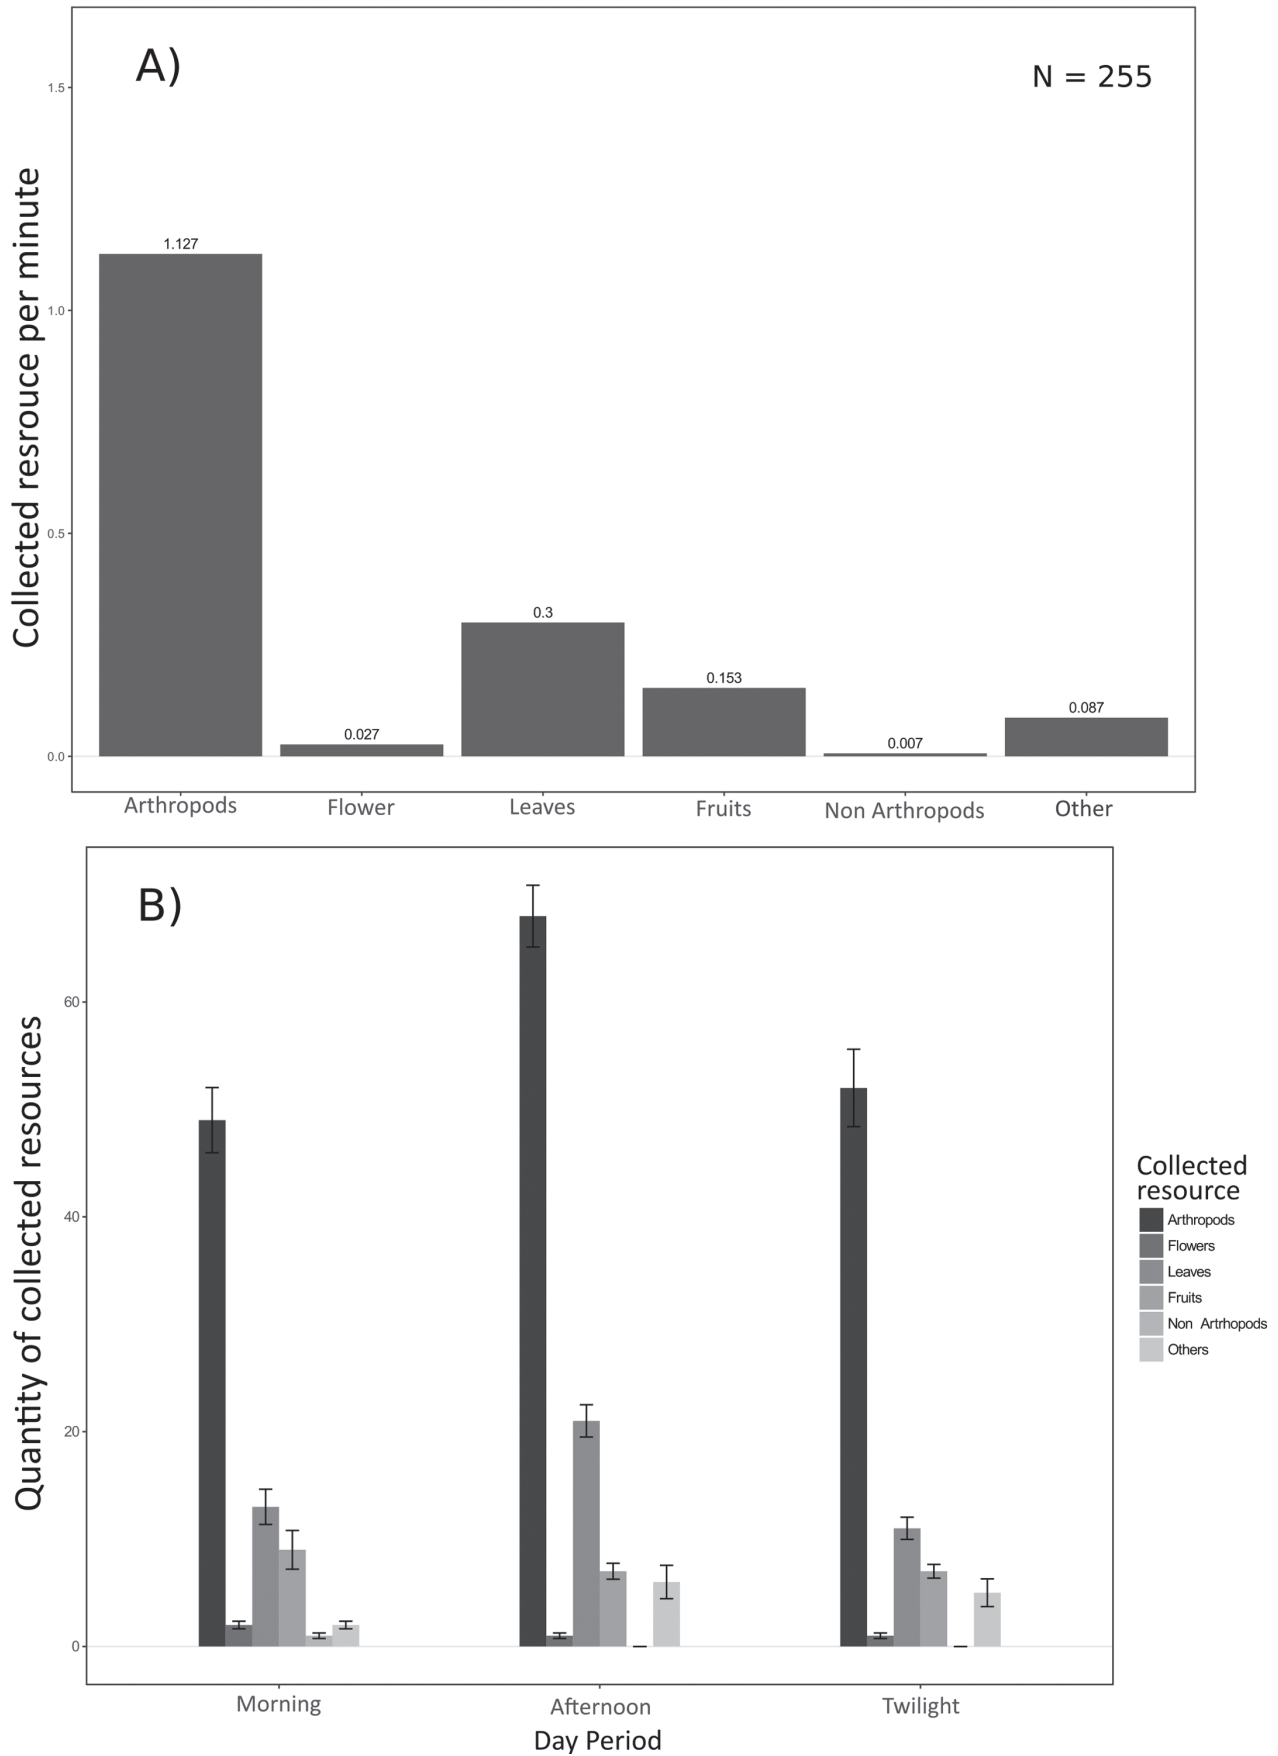 A)
N = 255
Collected resrouce per minute
1.5
1.0
0.5
0.0
1.127
0.027
0.3
0.153
0.007
0.087
Arthropods
Flower
Leaves
Fruits
Non Arthropods
Other
B)
Quantity of collected resources
60
40
20
0
Morning
Afternoon
Twilight
Day Period
Collected
resource
Arthropods
Flowers
Leaves
Fruits
Non Artrhopods
Others